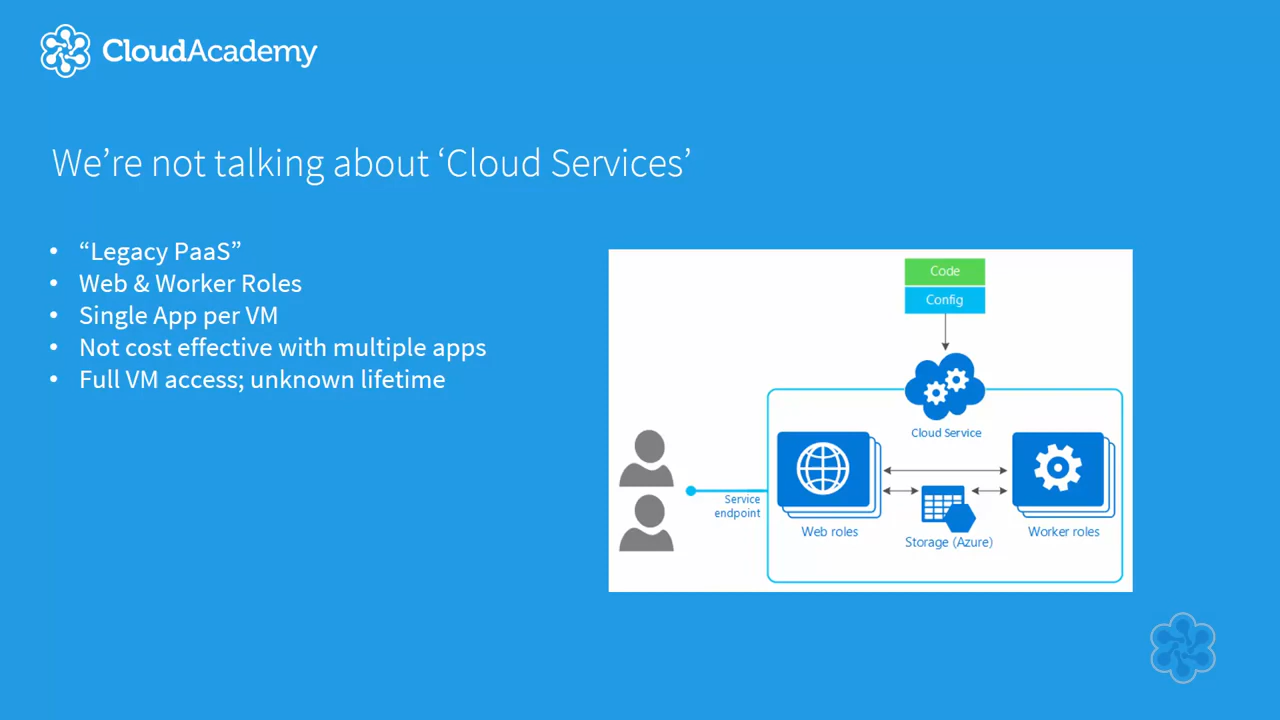 CloudAcademy
We’re not talking about ‘Cloud Services’
• “Legacy PaaS”
• Web & Worker Roles
• Single App per VM
• Not cost effective with multiple apps
• Full VM access; unknown lifetime
Code
Config
Cloud Service
Service
endpoint
Web roles
Storage (Azure)
Worker roles